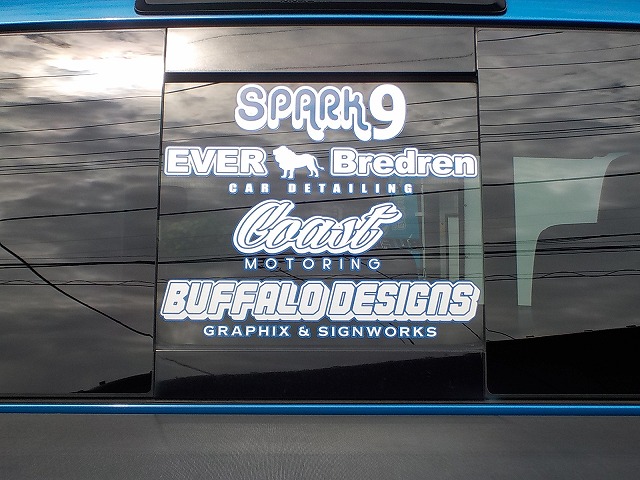 SPARK9
EVER Bredren
CAR DETAILING
Coast
MOTORING
BUFFALO DESIGNS
GRAPHIX & SIGNWORKS